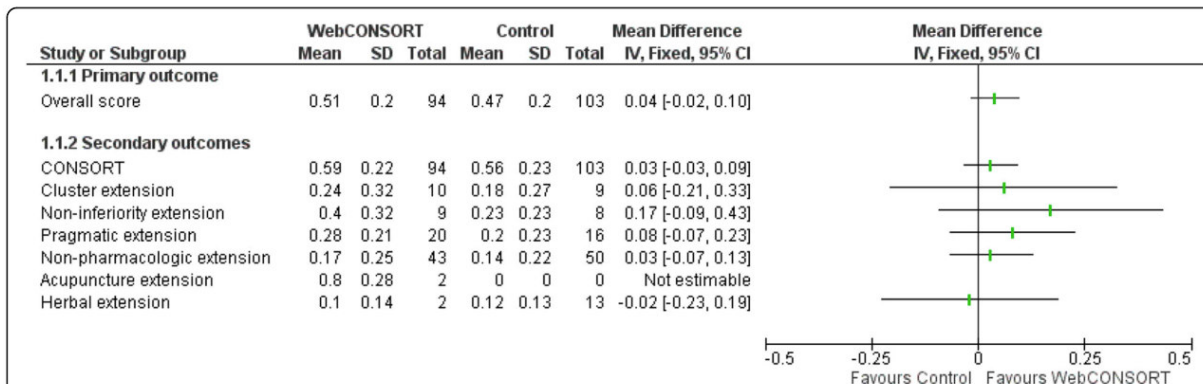 WebCONSORT Control Mean Difference Mean Difference
Study or Subgroup Mean SD Total Mean SD Total IV, Fixed, 95% CI IV, Fixed, 95% CI
1.1.1 Primary outcome
Overall score 0.51 0.2 94 0.47 0.2 103 0.04 [-0.02, 0.10]
1.1.2 Secondary outcomes
CONSORT 0.59 0.22 94 0.56 0.23 103 0.03 [-0.03, 0.09]
Cluster extension 0.24 0.32 10 0.18 0.27 9 0.06 [-0.21, 0.33]
Non-inferiority extension 0.4 0.32 9 0.23 0.23 8 0.17 [-0.09, 0.43]
Pragmatic extension 0.28 0.21 20 0.2 0.23 16 0.08 [-0.07, 0.23]
Non-pharmacologic extension 0.17 0.25 43 0.14 0.22 50 0.03 [-0.07, 0.13]
Acupuncture extension 0.8 0.28 2 0 0 0 Not estimable
Herbal extension 0.1 0.14 2 0.12 0.13 13 -0.02 [-0.23, 0.19]
-0.5 -0.25 0 0.25 0.5
Favours Control Favours WebCONSORT